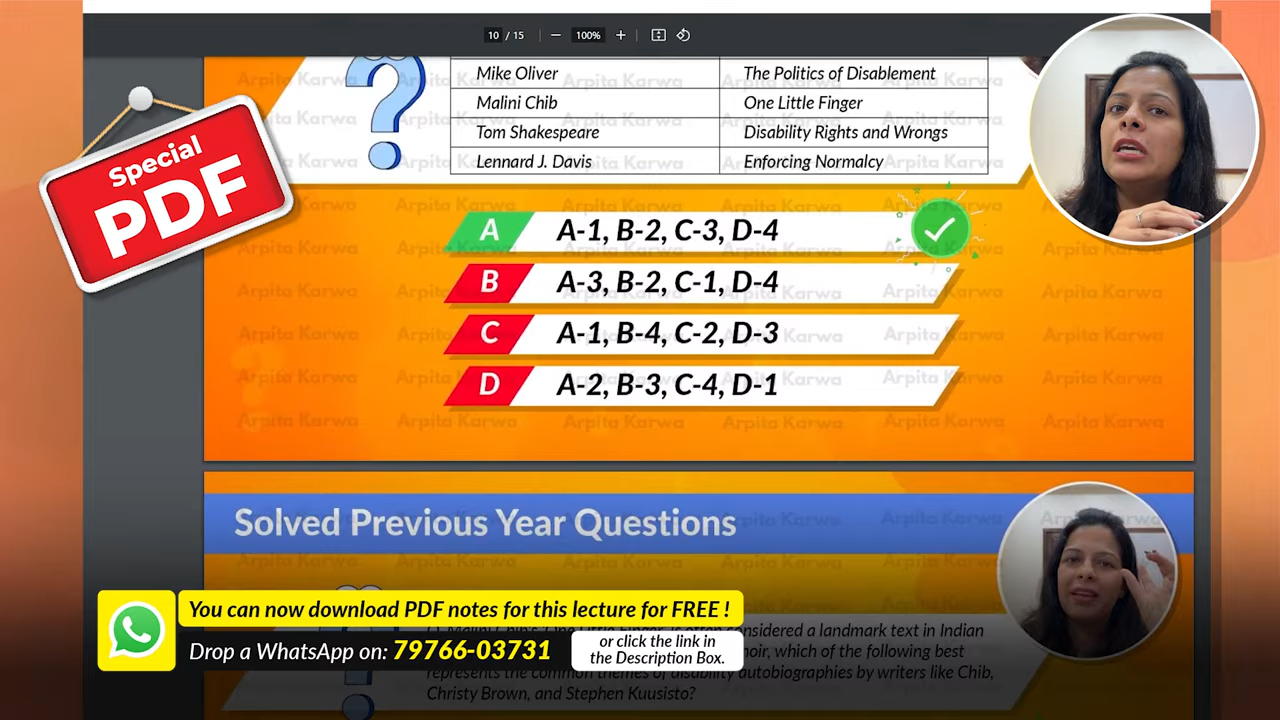 10 / 15
100%
Special
PDF
Mike Oliver
The Politics of Disablement
Malini Chib
One Little Finger
Tom Shakespeare
Disability Rights and Wrongs
Lennard J. Davis
Enforcing Normalcy
A
A-1, B-2, C-3, D-4
B
A-3, B-2, C-1, D-4
C
A-1, B-4, C-2, D-3
D
A-2, B-3, C-4, D-1
Arpita Karwa
Solved Previous Year Questions
considered a landmark text in Indian
which of the following best
represents the common themes of disability autobiographies by writers like Chib,
Christy Brown, and Stephen Kuusisto?
You can now download PDF notes for this lecture for FREE !
Drop a WhatsApp on: 79766-03731
or click the link in
the Description Box.